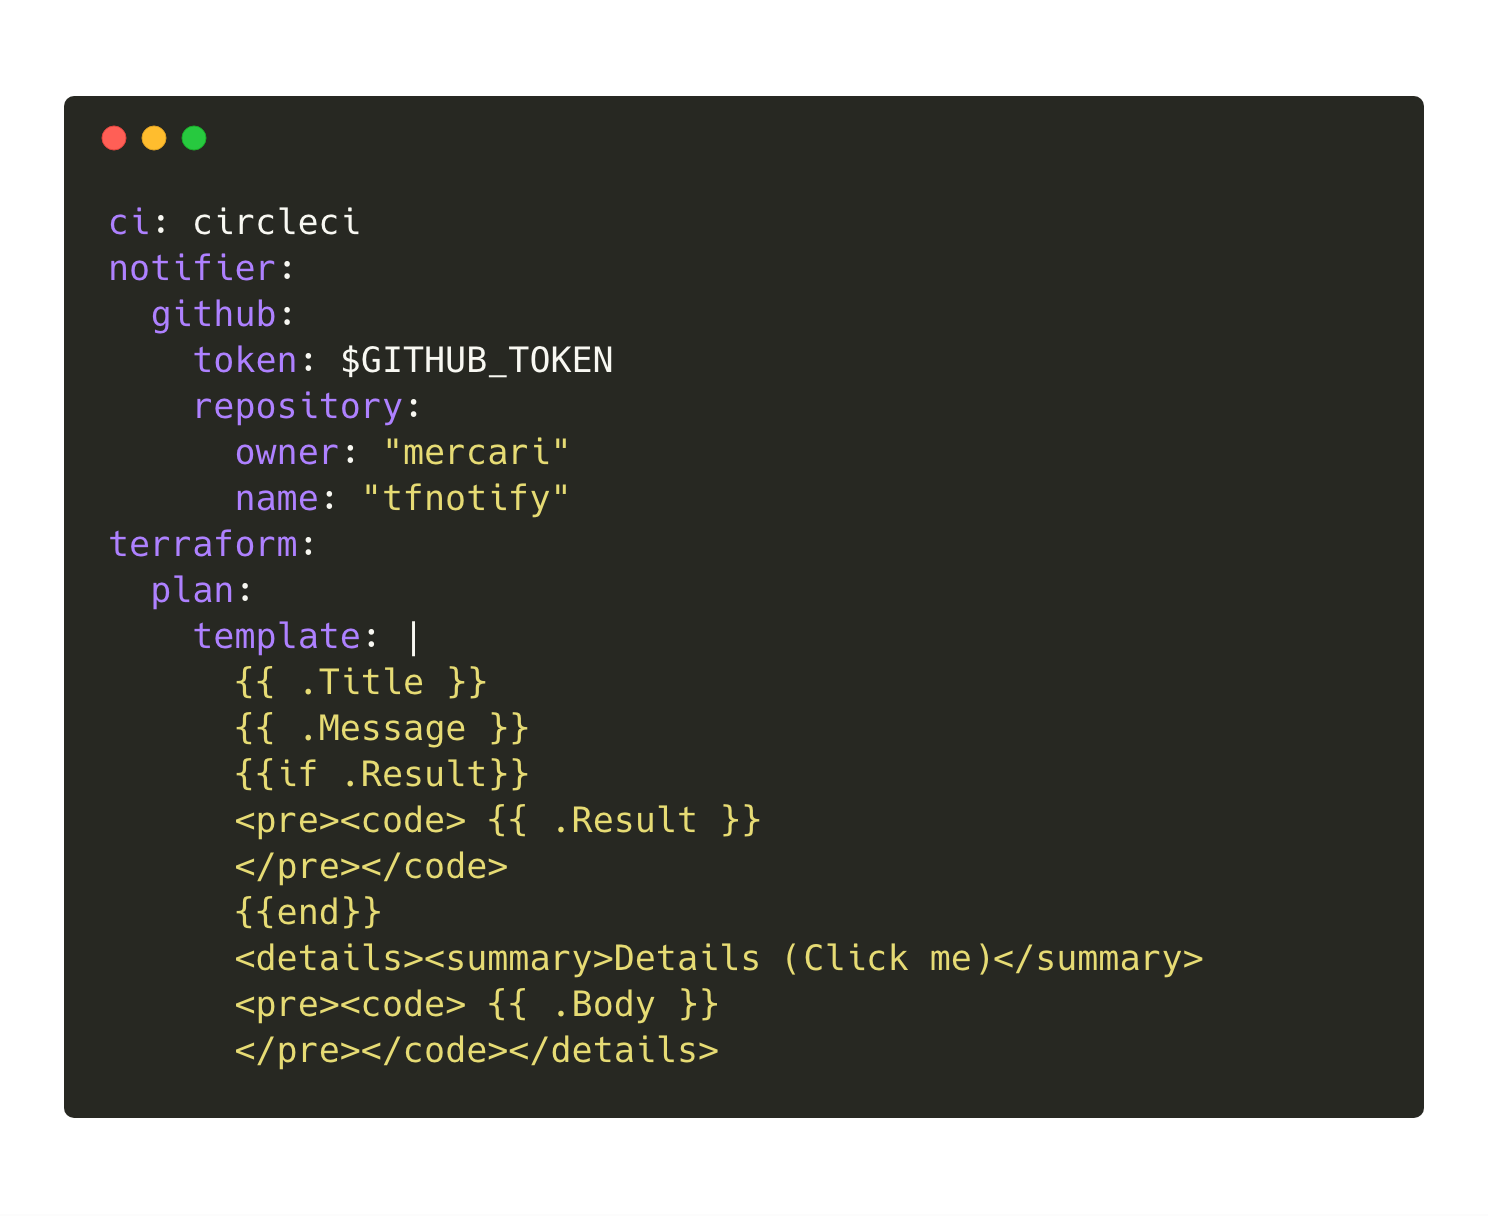 ci: circleci
notifier:
  github:
    token: $GITHUB_TOKEN
    repository:
      owner: "mercari"
      name: "tfnotify"
terraform:
  plan:
    template: |
      {{ .Title }}
      {{ .Message }}
      {{if .Result}}
      <pre><code> {{ .Result }}
      </pre></code>
      {{end}}
      <details><summary>Details (Click me)</summary>
      <pre><code> {{ .Body }}
      </pre></code></details>